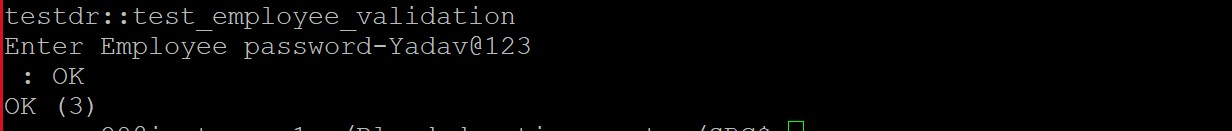 testdr::test_employee_validation
Enter Employee password-Yadav@123
 : OK
OK (3)